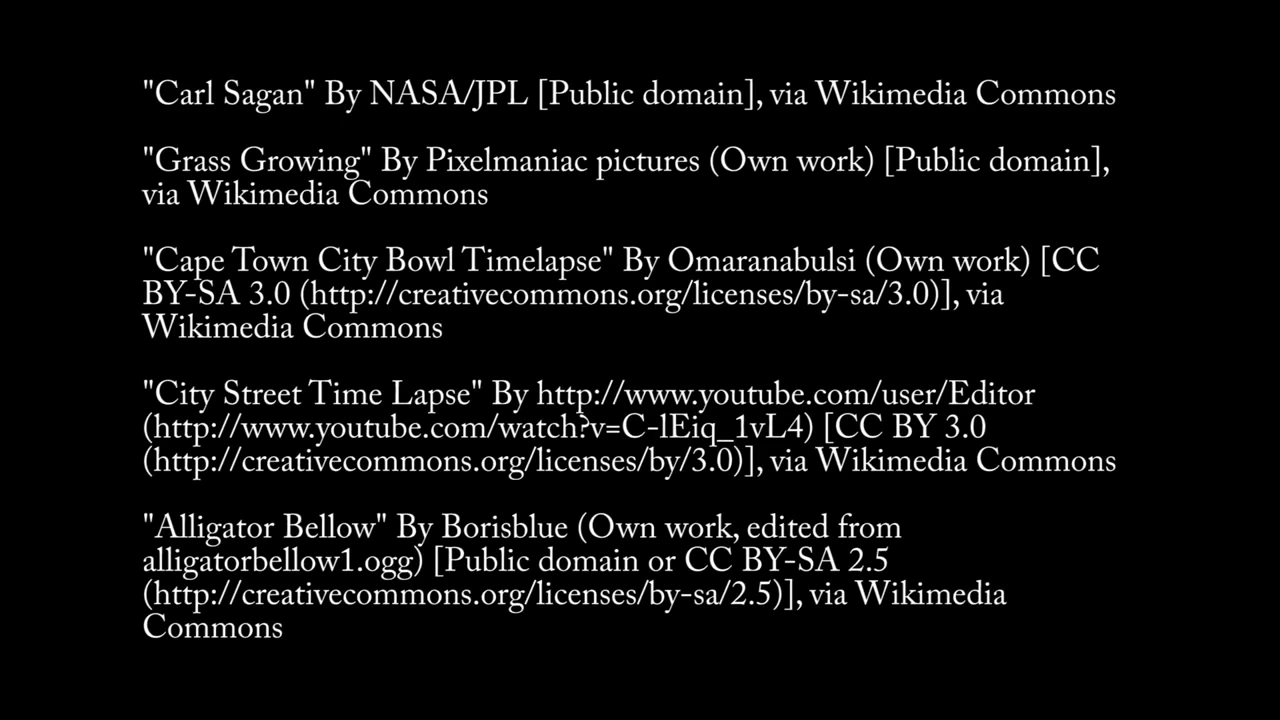 "Carl Sagan" By NASA/JPL [Public domain], via Wikimedia Commons
"Grass Growing" By Pixelmaniac pictures (Own work) [Public domain],
via Wikimedia Commons
"Cape Town City Bowl Timelapse" By Omaranabulsi (Own work) [CC
BY-SA 3.0 (http://creativecommons.org/licenses/by-sa/3.0)], via
Wikimedia Commons
"City Street Time Lapse" By http://www.youtube.com/user/Editor
(http://www.youtube.com/watch?v=C-lEiq_1vL4) [CC BY 3.0
(http://creativecommons.org/licenses/by/3.0)], via Wikimedia Commons
"Alligator Bellow" By Borisblue (Own work, edited from
alligatorbellow1.ogg) [Public domain or CC BY-SA 2.5
(http://creativecommons.org/licenses/by-sa/2.5)], via Wikimedia
Commons